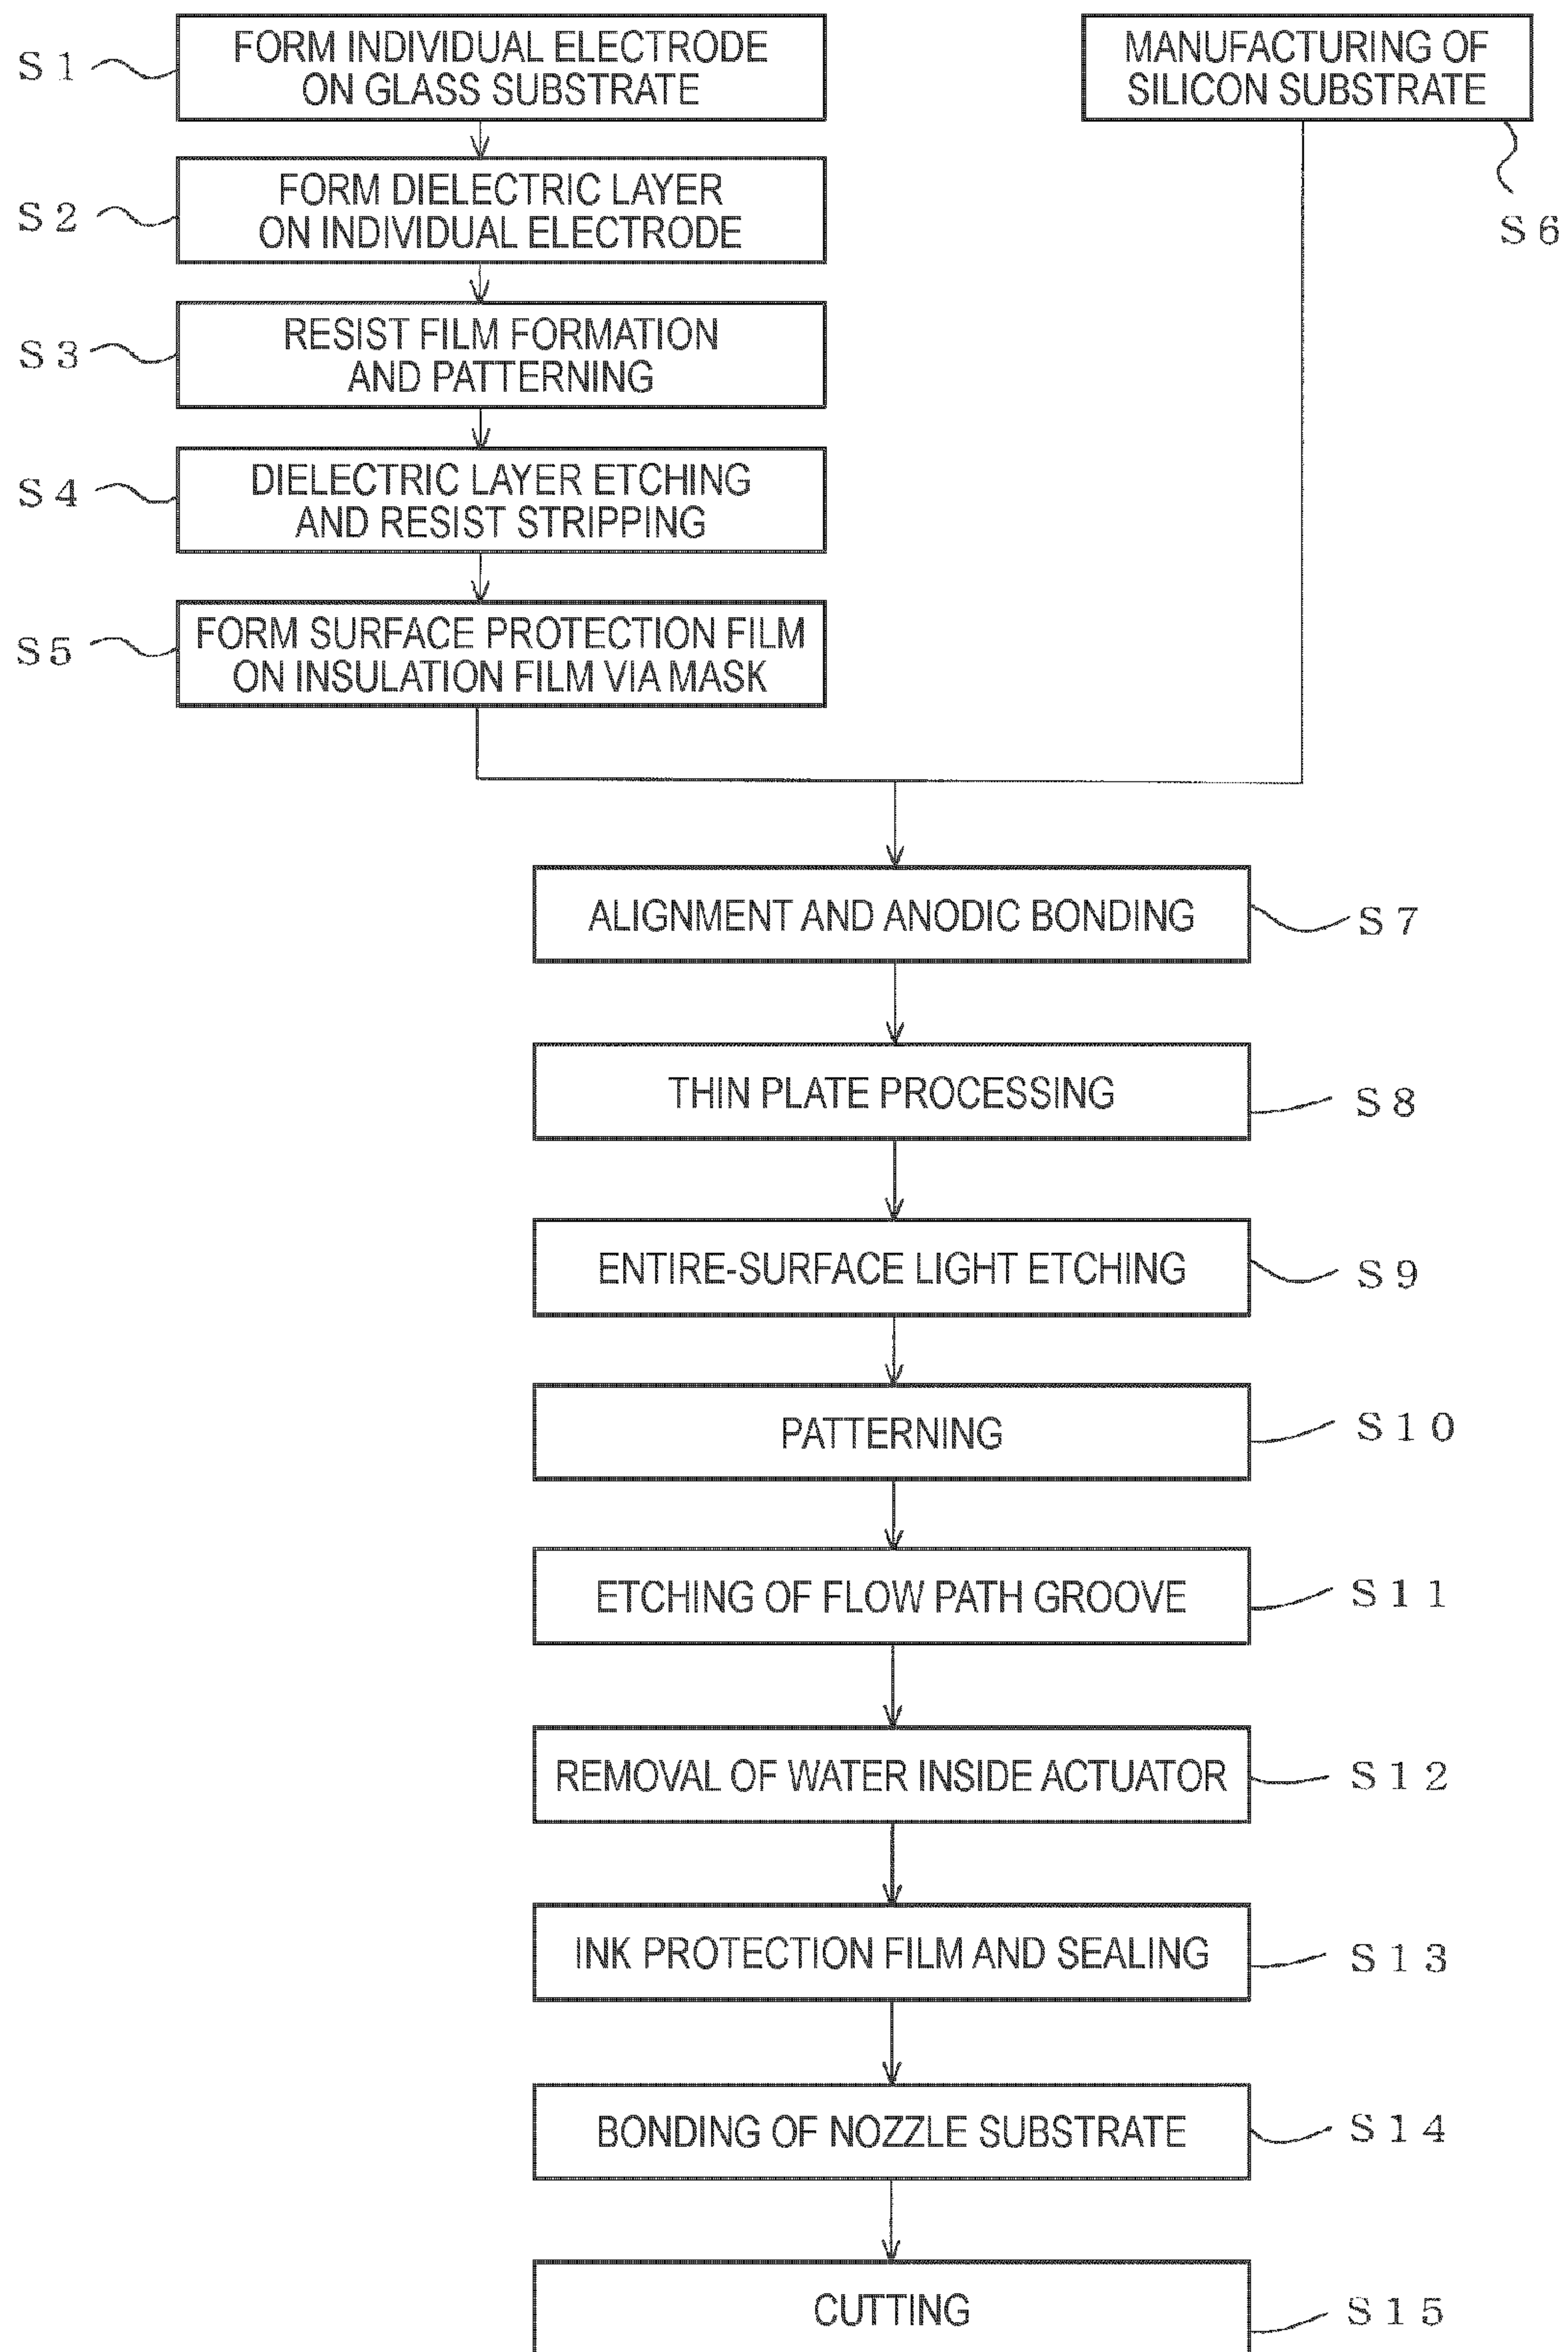 S1
FORM INDIVIDUAL ELECTRODE
ON GLASS SUBSTRATE
MANUFACTURING OF
SILICON SUBSTRATE
S6
S2
FORM DIELECTRIC LAYER
ON INDIVIDUAL ELECTRODE
S3
RESIST FILM FORMATION
AND PATTERNING
S4
DIELECTRIC LAYER ETCHING
AND RESIST STRIPPING
S5
FORM SURFACE PROTECTION FILM
ON INSULATION FILM VIA MASK
ALIGNMENT AND ANODIC BONDING
S7
THIN PLATE PROCESSING
S8
ENTIRE-SURFACE LIGHT ETCHING
S9
PATTERNING
S10
ETCHING OF FLOW PATH GROOVE
S11
REMOVAL OF WATER INSIDE ACTUATOR
S12
INK PROTECTION FILM AND SEALING
S13
BONDING OF NOZZLE SUBSTRATE
S14
CUTTING
S15